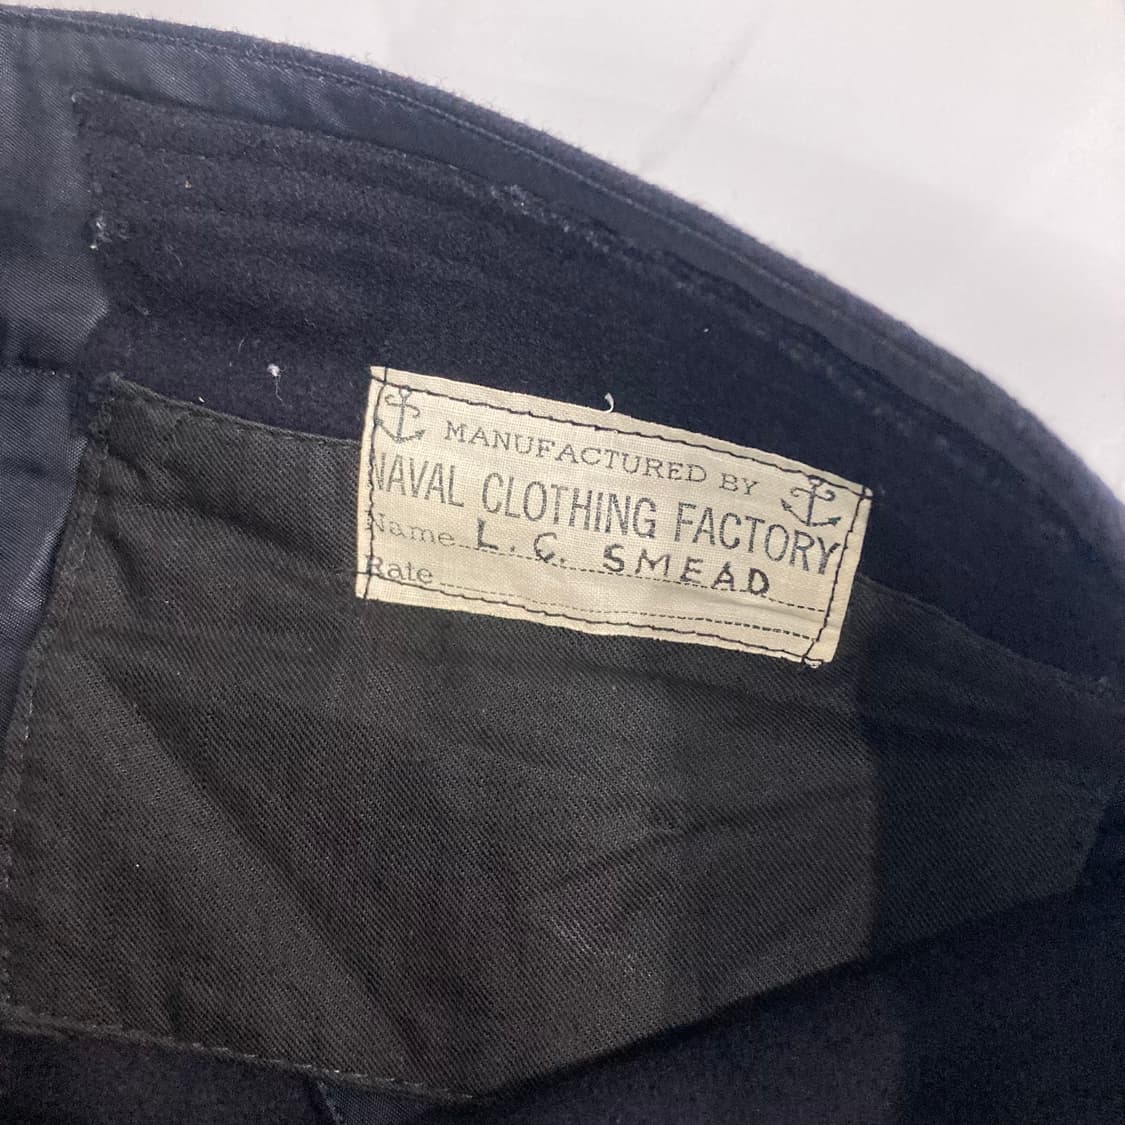 MANUFACTURED BY
NAVAL CLOTHING FACTORY
Name L. C. SMEAD
Rate